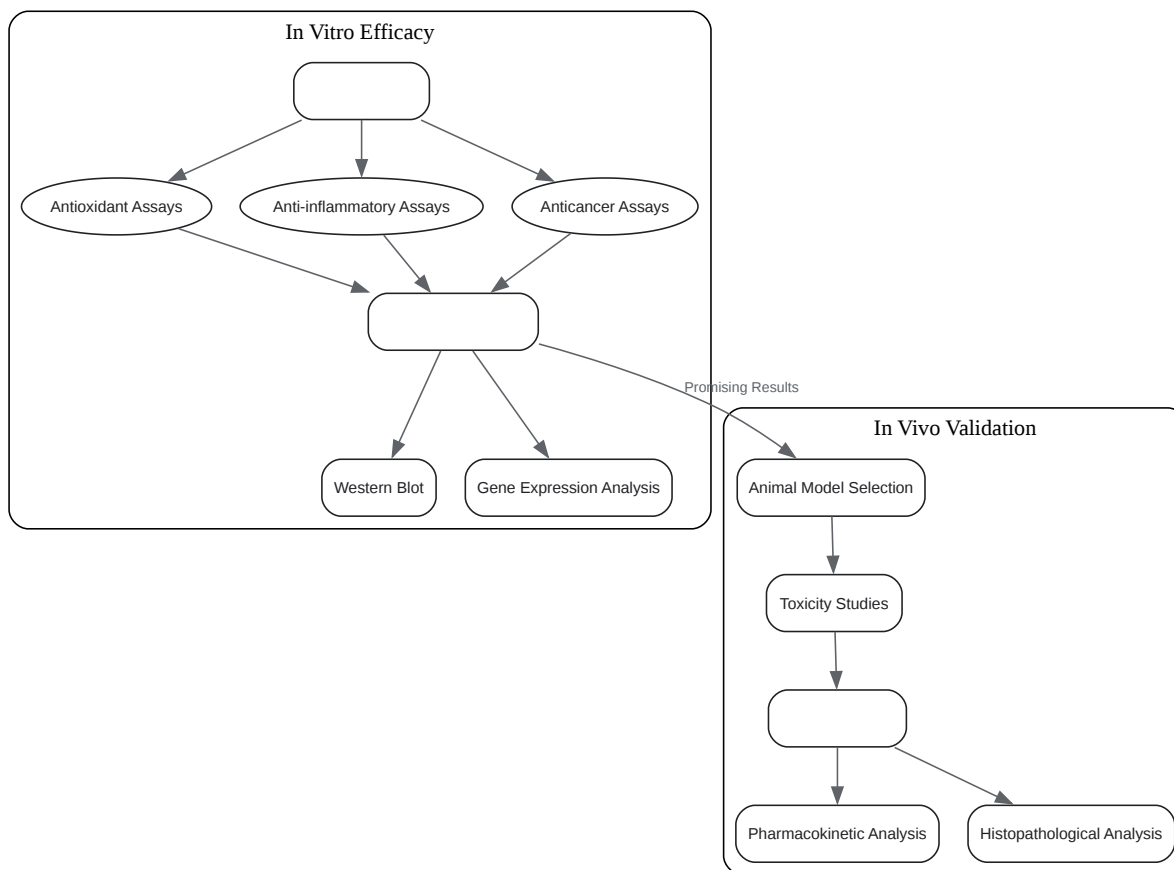 In Vitro Efficacy
Antioxidant Assays
Anti-inflammatory Assays
Anticancer Assays
Promising Results
In Vivo Validation
Western Blot
Gene Expression Analysis
Animal Model Selection
Toxicity Studies
Pharmacokinetic Analysis
Histopathological Analysis